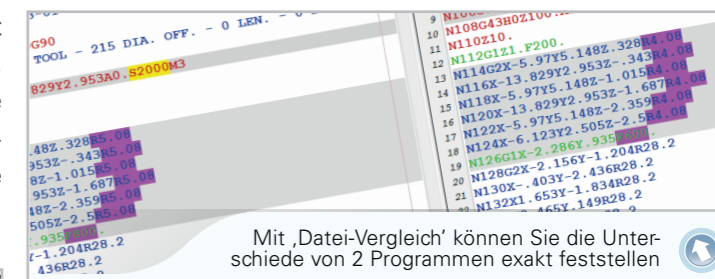 G90
TOOL - 215 DIA. OFF. - 0 LEN. - 0
829Y2.953A0.S2000M3
.48Z.328R5.08
953Z-.343R5.08
8Z-1.015R5.08
.953Z-1.687R5.08
48Z-2.359R5.08
505Z-2.5R5.08
.935
-1.204R28.2
436R28.2
9
10 N108G43H0Z100.
11 N110Z10.
12 N112G1Z1.F200.
13 N114G2X-5.97Y5.148Z.328R4.08
14 N116X-13.829Y2.953Z-.343R4.08
15 N118X-5.97Y5.148Z-1.015R4.08
16 N120X-13.829Y2.953Z-1.687R4.08
17 N122X-5.97Y5.148Z-2.359R4.08
18 N124X-6.123Y2.505Z-2.5R4.08
19 N126G1X-2.286Y.935F600.
20 N128G2X-2.156Y-1.204R28.2
21 N130X-.403Y-2.436R28.2
22 N132X1.653Y-1.834R28.2
.465Y.149R28.2
Mit ‚Datei-Vergleich’ können Sie die Unter-
schiede von 2 Programmen exakt feststellen